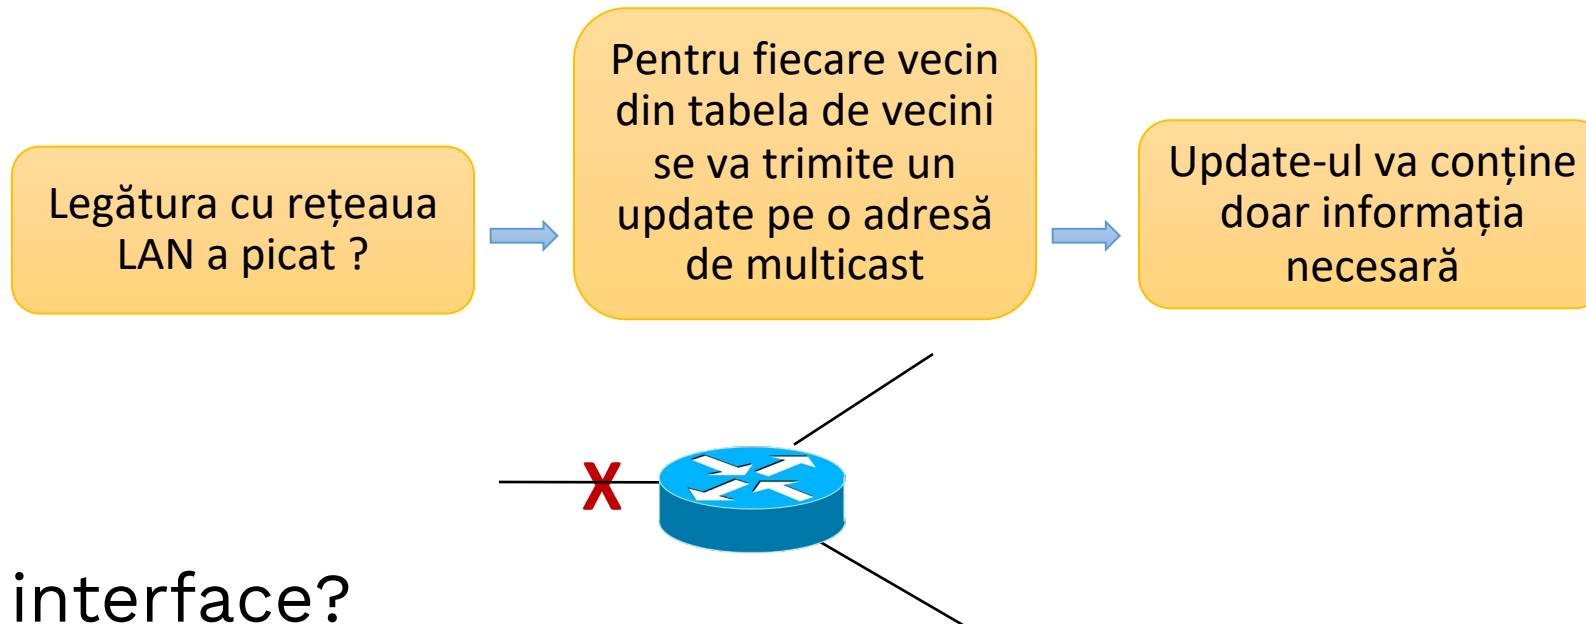 Legătura cu rețeaua
LAN a picat ?
Pentru fiecare vecin
din tabela de vecini
se va trimite un
update pe o adresă
de multicast
Update-ul va conține
doar informația
necesară
X
interface?